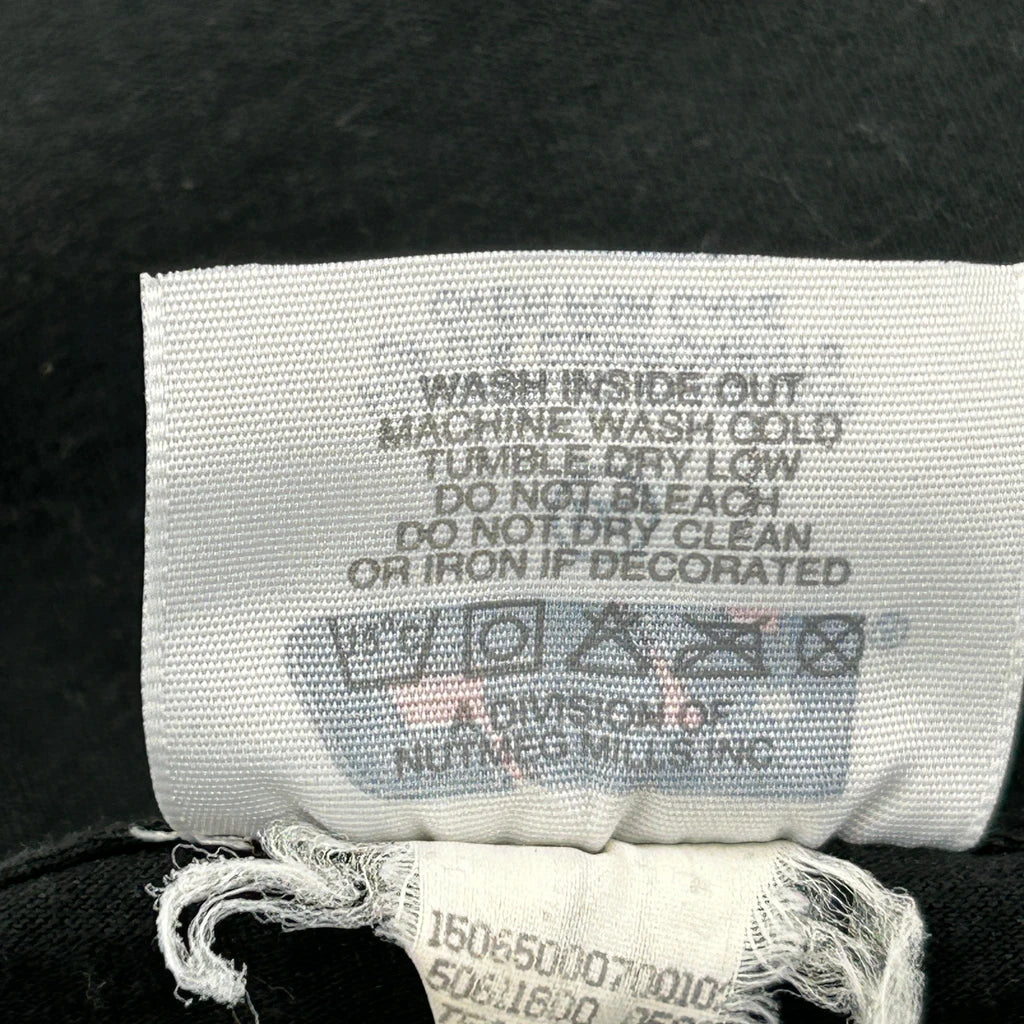 WASH INSIDE OUT
MACHINE WASH COLD
TUMBLE DRY LOW
DO NOT BLEACH
DO NOT DRY CLEAN
OR IRON IF DECORATED
A DIVISION OF
NUTMEG MILLS INC